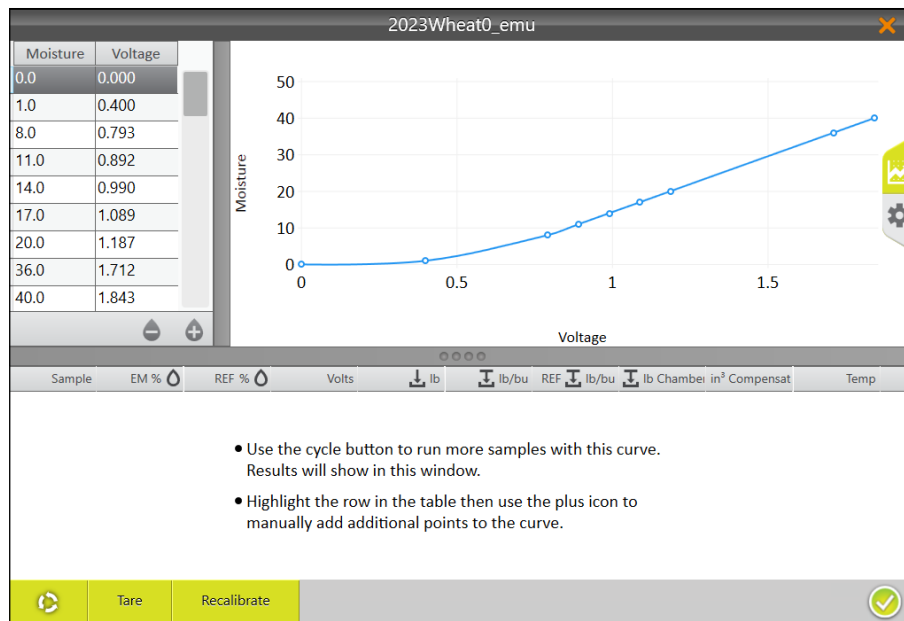 2023Wheat0_emu
Moisture Voltage
0.0 0.000
1.0 0.400
8.0 0.793
11.0 0.892
14.0 0.990
17.0 1.089
20.0 1.187
36.0 1.712
40.0 1.843
50
40
30
20
10
0
Moisture
0 0.5 1 1.5
Voltage
Sample EM % REF % Volts lb lb/bu REF lb/bu lb Chamber in³ Compensat Temp
• Use the cycle button to run more samples with this curve.
Results will show in this window.
• Highlight the row in the table then use the plus icon to
manually add additional points to the curve.
Tare Recalibrate